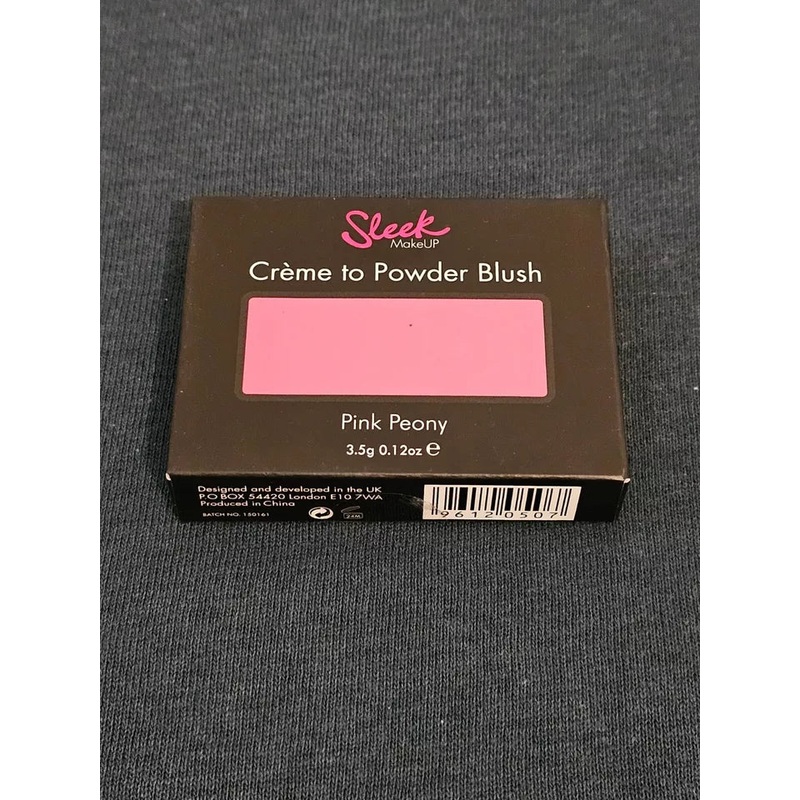 Sleek
MakeUP
Crème to Powder Blush
Pink Peony
3.5g 0.12oz ℮
Designed and developed in the UK
P.O BOX 54420 London E10 7WA
Produced in China
BATCH NO. 150161
24M
96120507